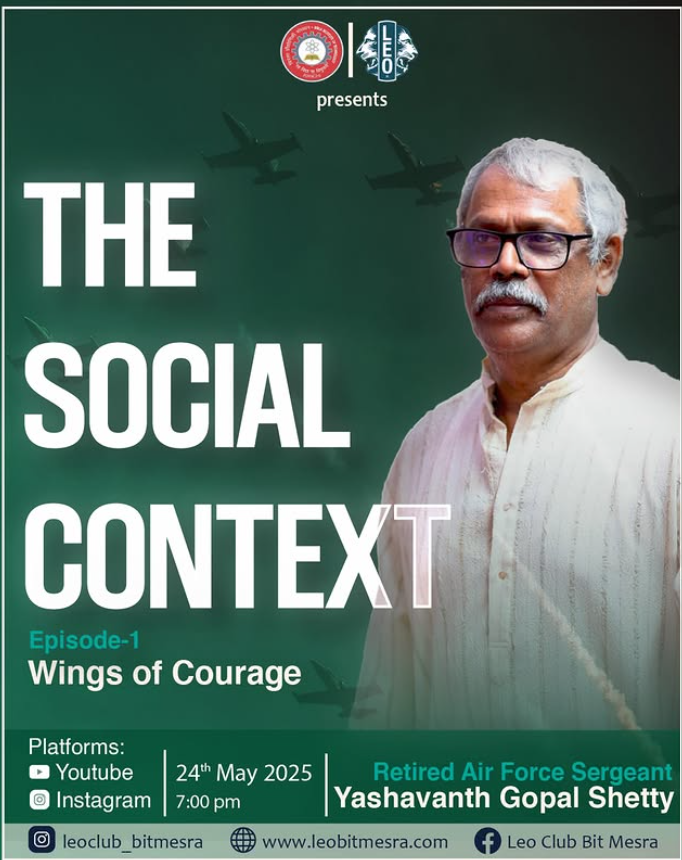 LEO
presents
THE
SOCIAL
CONTEXT
Episode-1
Wings of Courage
Platforms:
Youtube
Instagram
24th May 2025
7:00 pm
Retired Air Force Sergeant
Yashavanth Gopal Shetty
leoclub_bitmesra
www.leobitmesra.com
Leo Club Bit Mesra